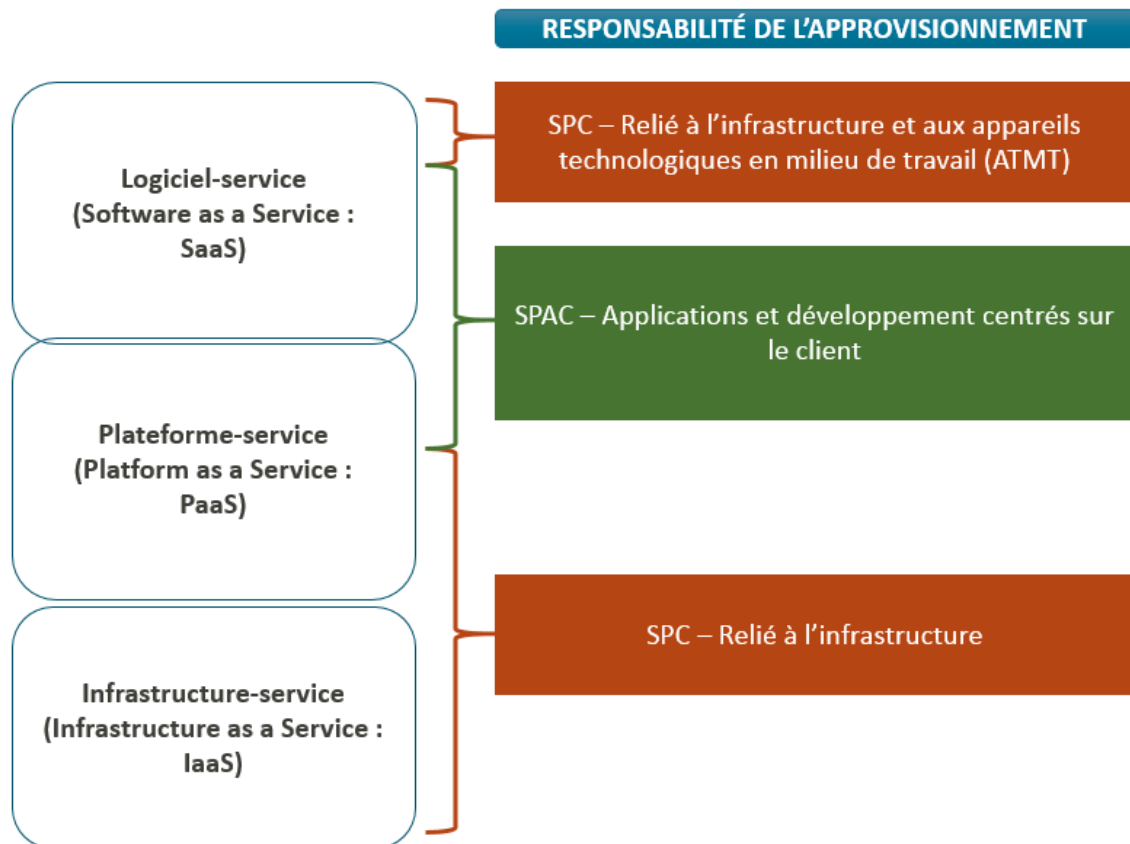 RESPONSABILITÉ DE L’APPROVISIONNEMENT
Logiciel-service
(Software as a Service :
SaaS)
SPC – Relié à l’infrastructure et aux appareils
technologiques en milieu de travail (ATMT)
SPAC – Applications et développement centrés sur
le client
Plateforme-service
(Platform as a Service :
PaaS)
SPC – Relié à l’infrastructure
Infrastructure-service
(Infrastructure as a Service :
IaaS)